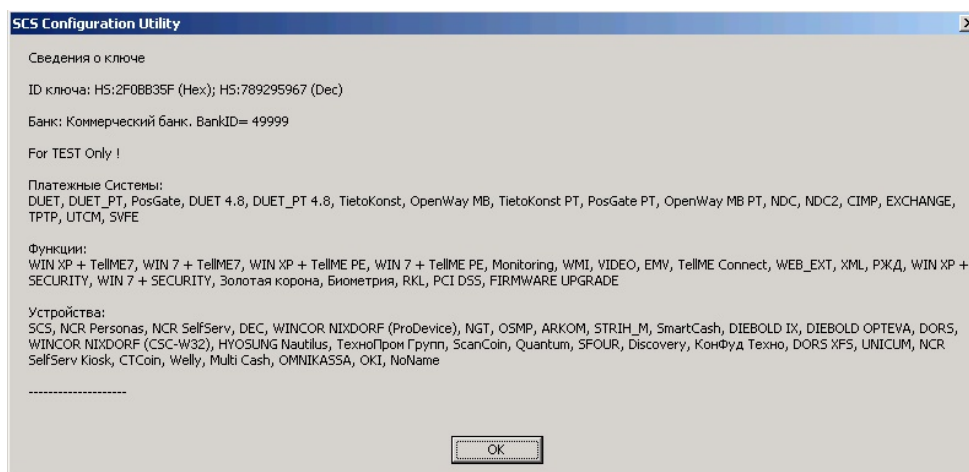 SCS Configuration Utility
Сведения о ключе
ID ключа: HS:2F0BB35F (Hex); HS:789295967 (Dec)
Банк: Коммерческий банк. BankID= 49999
For TEST Only !
Платежные Системы:
DUET, DUET_PT, PosGate, DUET 4.8, DUET_PT 4.8, TietoKonst, OpenWay MB, TietoKonst PT, PosGate PT, OpenWay MB PT, NDC, NDC2, CIMP, EXCHANGE,
TPTP, UTCM, SVFE
Функции:
WIN XP + TellME7, WIN 7 + TellME7, WIN XP + TellME PE, WIN 7 + TellME PE, Monitoring, WMI, VIDEO, EMV, TellME Connect, WEB_EXT, XML, РЖД, WIN XP +
SECURITY, WIN 7 + SECURITY, Золотая корона, Биометрия, RKL, PCI DSS, FIRMWARE UPGRADE
Устройства:
SCS, NCR Personas, NCR SelfServ, DEC, WINCOR NIXDORF (ProDevice), NGT, OSMP, ARKOM, STRIH_M, SmartCash, DIEBOLD IX, DIEBOLD OPTEVA, DORS,
WINCOR NIXDORF (CSC-W32), HYOSUNG Nautilus, ТехноПром Групп, ScanCoin, Quantum, SFOUR, Discovery, КонФуд Техно, DORS XFS, UNICUM, NCR
SelfServ Kiosk, CTCoin, Welly, Multi Cash, OMNIKASSA, OKI, NoName
--------------------
OK